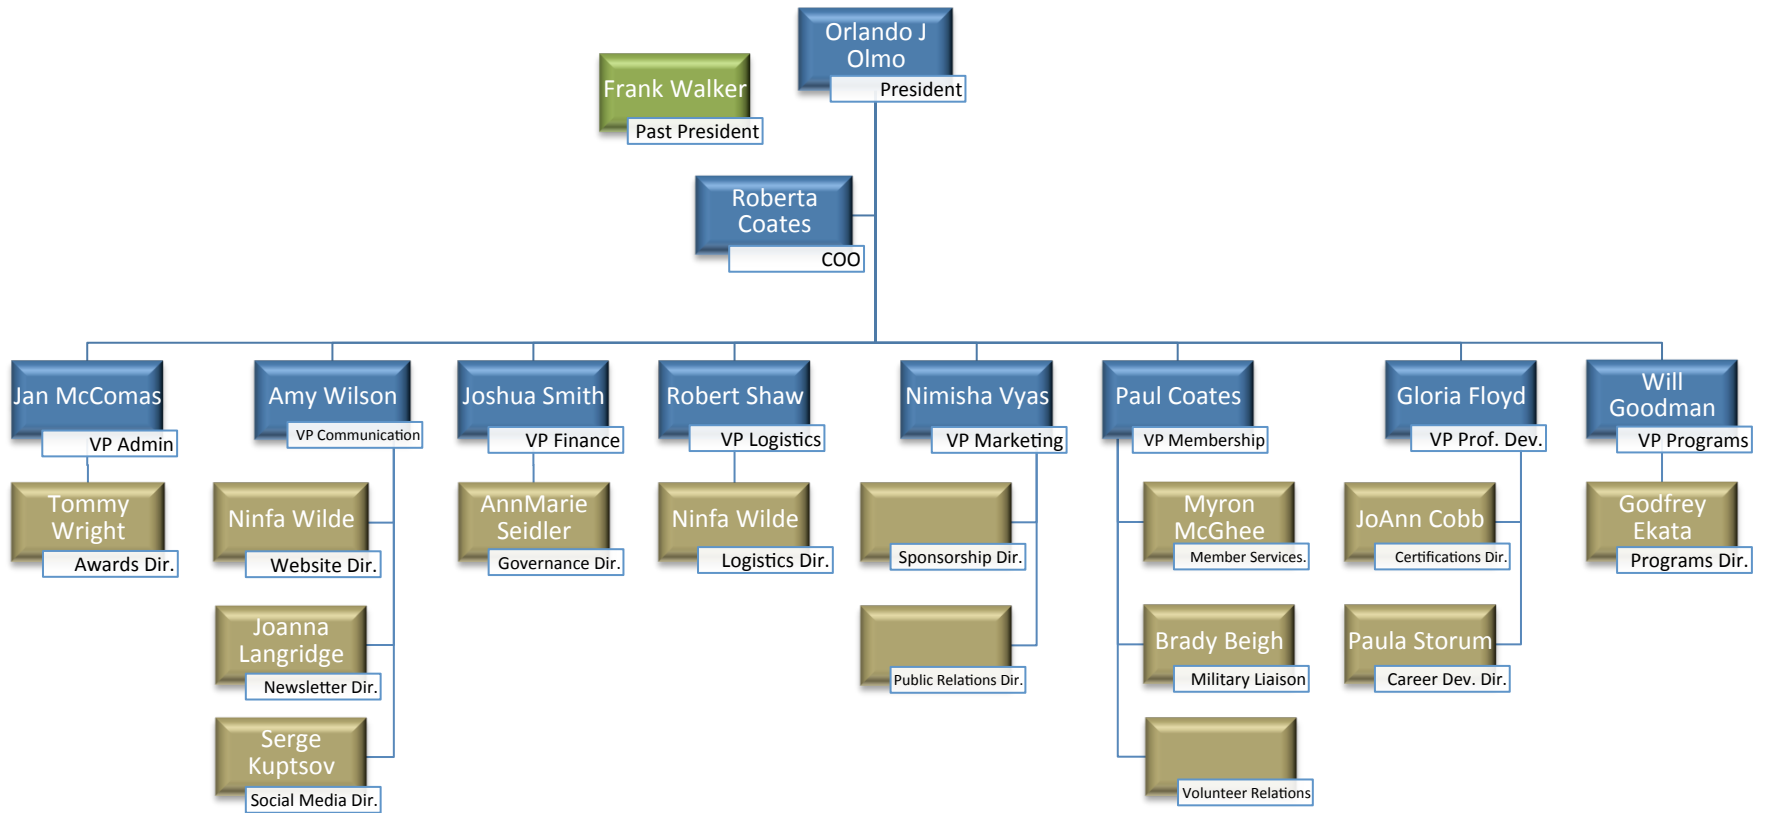 Orlando J
Olmo
President
Frank Walker
Past President
Roberta
Coates
COO
Jan McComas
VP Admin
Amy Wilson
VP Communication
Joshua Smith
VP Finance
Robert Shaw
VP Logistics
Nimisha Vyas
VP Marketing
Paul Coates
VP Membership
Gloria Floyd
VP Prof. Dev.
Will
Goodman
VP Programs
Tommy
Wright
Awards Dir.
Ninfa Wilde
Website Dir.
AnnMarie
Seidler
Governance Dir.
Ninfa Wilde
Logistics Dir.
Sponsorship Dir.
Myron
McGhee
Member Services.
JoAnn Cobb
Certifications Dir.
Godfrey
Ekata
Programs Dir.
Joanna
Langridge
Newsletter Dir.
Public Relations Dir.
Brady Beigh
Military Liaison
Paula Storum
Career Dev. Dir.
Serge
Kuptsov
Social Media Dir.
Volunteer Relations